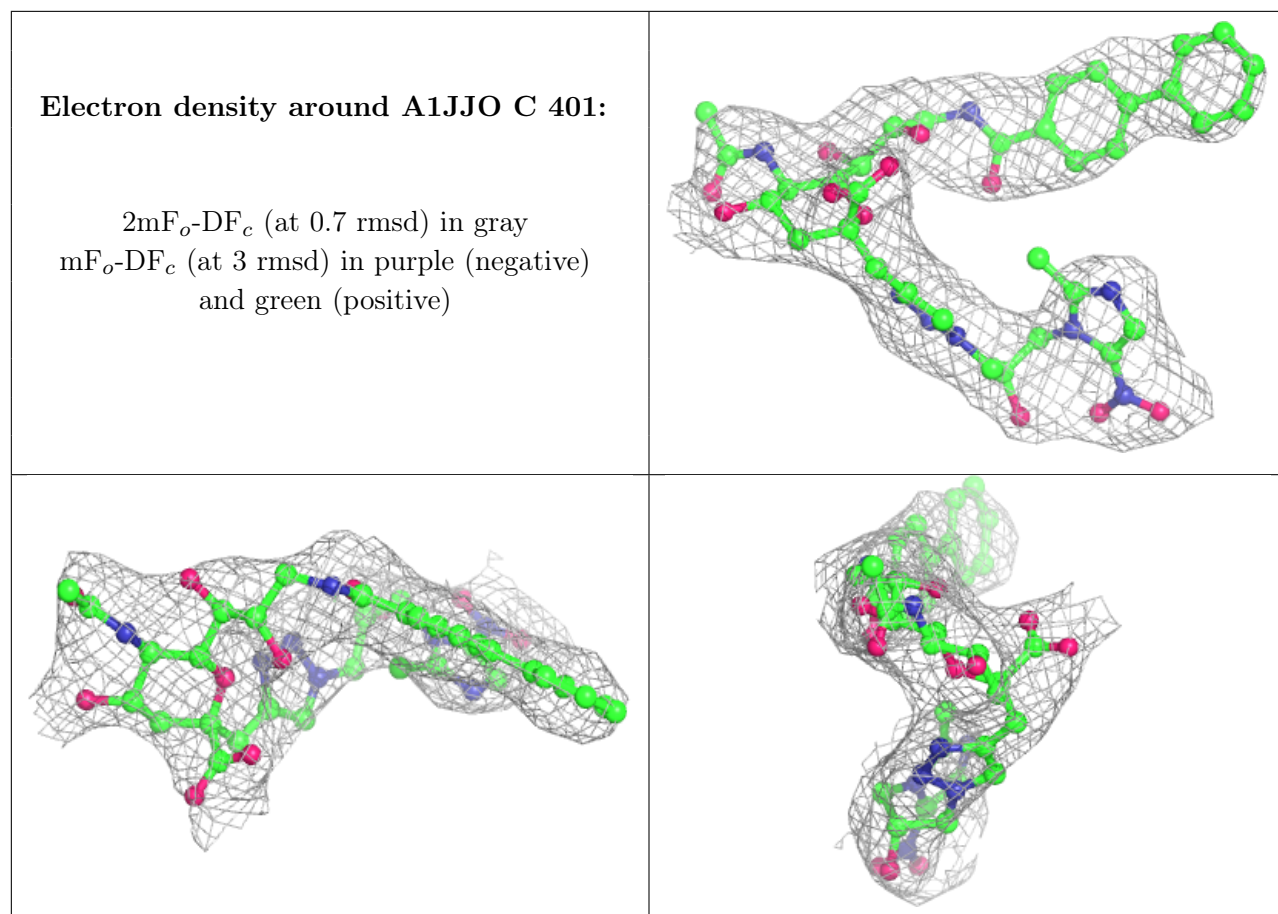 Electron density around A1JJO C 401:
2mFo-DFc (at 0.7 rmsd) in gray
mFo-DFc (at 3 rmsd) in purple (negative)
and green (positive)